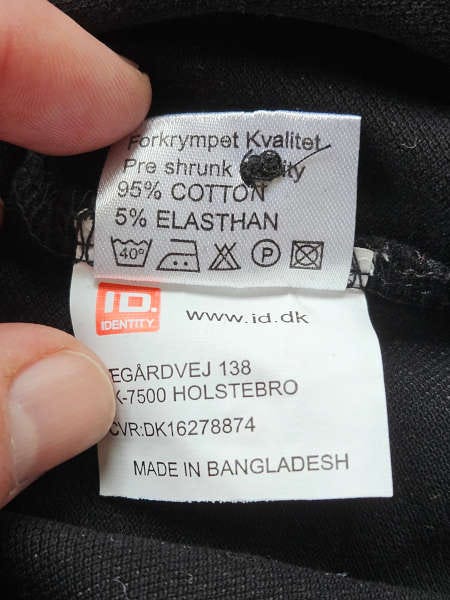 Forkrympet Kvalitet
Pre shrunk
95% COTTON
5% ELASTHAN
40°
P
ID.
IDENTITY
www.id.dk
EGÅRDVEJ 138
K-7500 HOLSTEBRO
CVR:DK16278874
MADE IN BANGLADESH